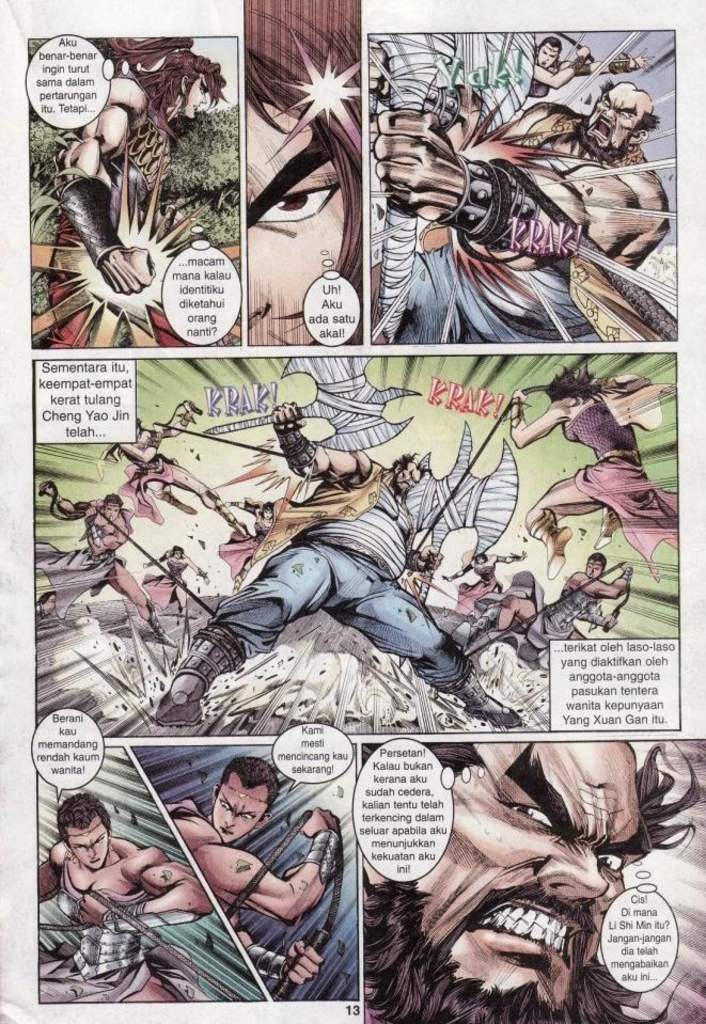 Aku
benar-benar
ingin turut
sama dalam
pertarungan
itu. Tetapi...
...macam
mana kalau
identitiku
diketahui
orang
nanti?
Uh!
Aku
ada satu
akal!
Yak!
KRAK!
Sementara itu,
keempat-empat
kerat tulang
Cheng Yao Jin
telah...
KRAK!
KRAK!
...terikat oleh laso-laso
yang diaktifkan oleh
anggota-anggota
pasukan tentera
wanita kepunyaan
Yang Xuan Gan itu.
Berani
kau
memandang
rendah kaum
wanita!
Kami
mesti
mencincang kau
sekarang!
Persetan!
Kalau bukan
kerana aku
sudah tercedera,
kalian tentu telah
terkencing dalam
seluar apabila aku
menunjukkan
kekuatan aku
ini!
Cis!
Di mana
Li Shi Min itu?
Jangan-jangan
dia telah
mengabaikan
aku ini...
13